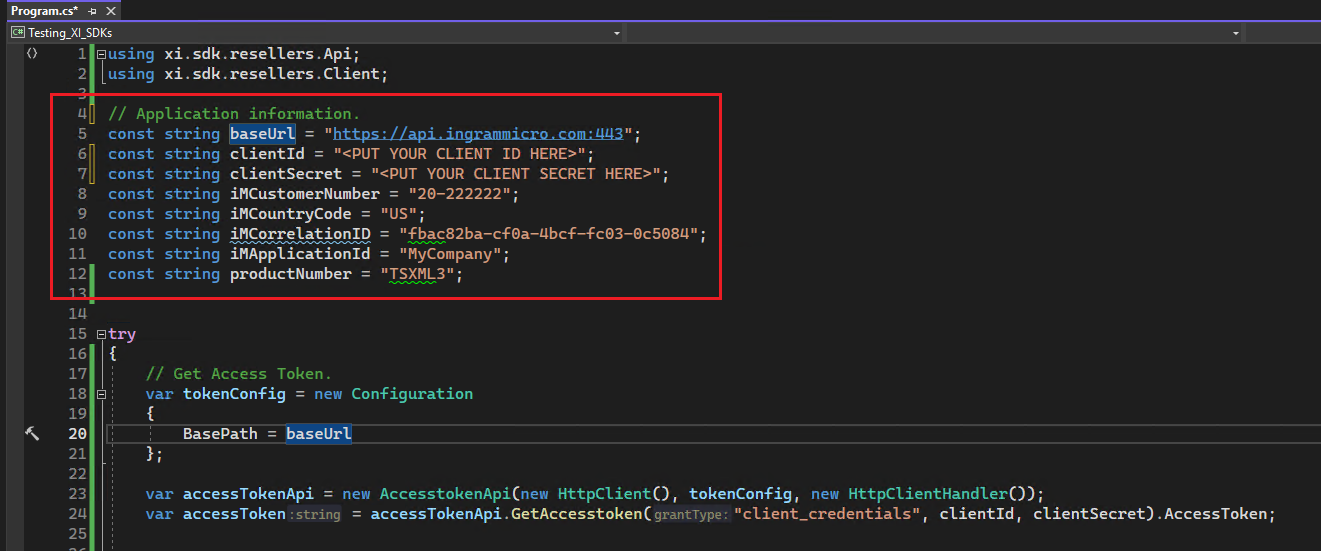 Program.cs*
Testing_XI_SDKs
1 using xi.sdk.resellers.Api;
2 using xi.sdk.resellers.Client;
3
4 // Application information.
5 const string baseUrl = "https://api.ingrammicro.com:443";
6 const string clientId = "<PUT YOUR CLIENT ID HERE>";
7 const string clientSecret = "<PUT YOUR CLIENT SECRET HERE>";
8 const string iMCustomerNumber = "20-222222";
9 const string iMCountryCode = "US";
10 const string iMCorrelationID = "fbac82ba-cf0a-4bcf-fc03-0c5084";
11 const string iMApplicationId = "MyCompany";
12 const string productNumber = "TSXML3";
13
14
15 try
16 {
17 // Get Access Token.
18 var tokenConfig = new Configuration
19 {
20 BasePath = baseUrl
21 };
22
23 var accessTokenApi = new AccesstokenApi(new HttpClient(), tokenConfig, new HttpClientHandler());
24 var accessToken:string = accessTokenApi.GetAccesstoken(grantType:"client_credentials", clientId, clientSecret).AccessToken;
25